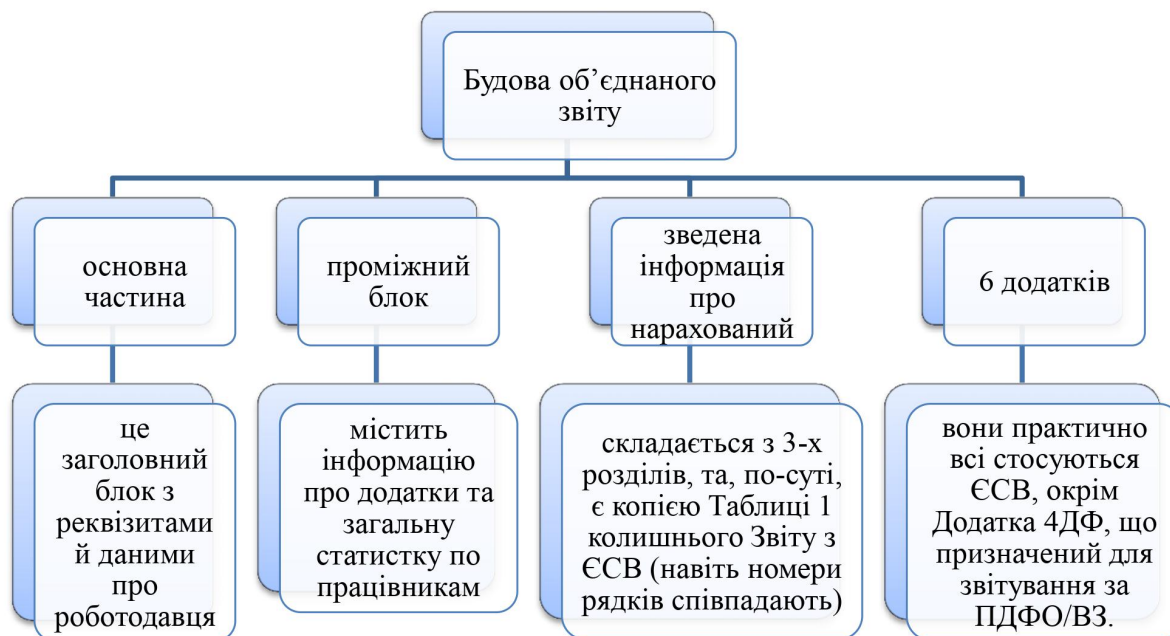 Будова об’єднаного
звіту
основна
частина
проміжний
блок
зведена
інформація
про
нарахований
6 додатків
це
заголовний
блок з
реквізитами
й даними
про
роботодавця
містить
інформацію
про додатки та
загальну
статистку по
працівникам
складається з 3-х
розділів, та, по-суті,
є копією Таблиці 1
колишнього Звіту з
ЄСВ (навіть номери
рядків співпадають)
вони практично
всі стосуються
ЄСВ, окрім
Додатка 4ДФ, що
призначений для
звітування за
ПДФО/ВЗ.